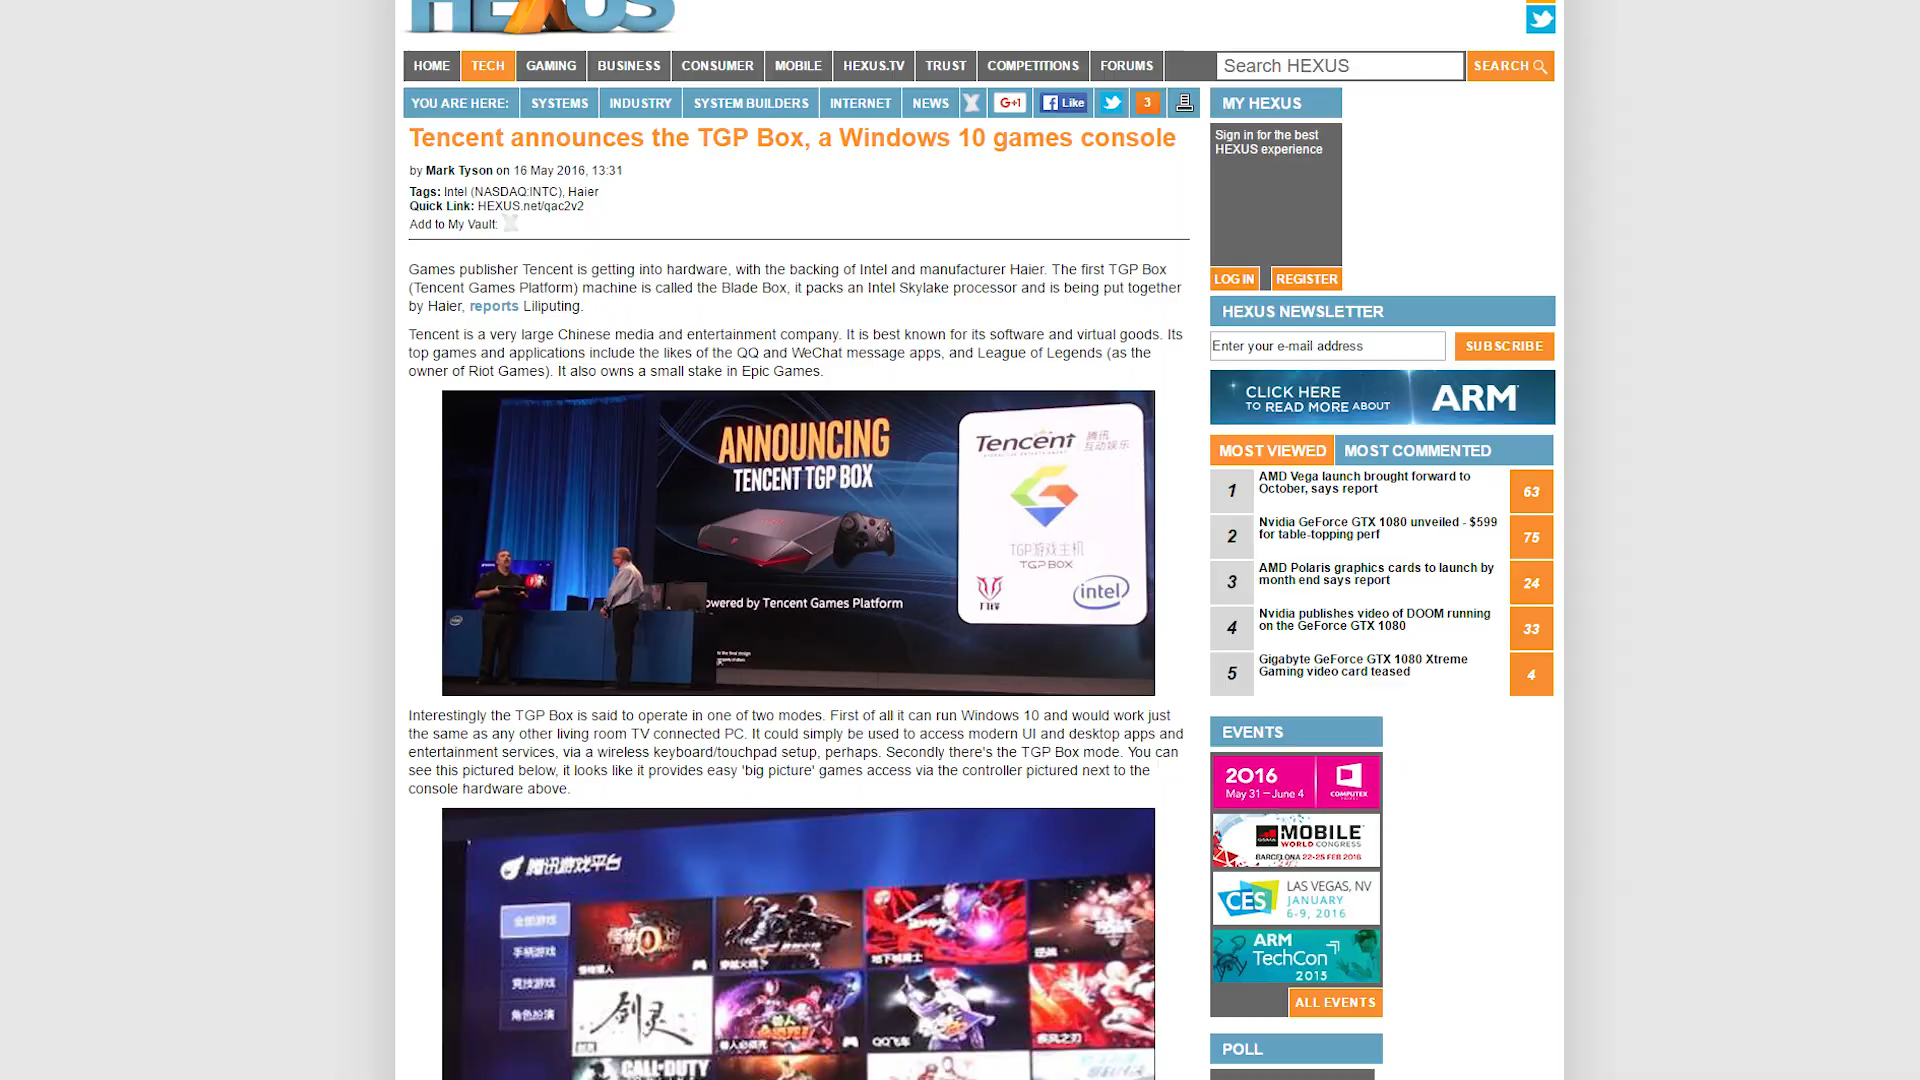 HEXUS
HOME TECH GAMING BUSINESS CONSUMER MOBILE HEXUS.TV TRUST COMPETITIONS FORUMS
Search HEXUS
SEARCH
YOU ARE HERE: SYSTEMS INDUSTRY SYSTEM BUILDERS INTERNET NEWS
G+1
Like
3
Tencent announces the TGP Box, a Windows 10 games console
by Mark Tyson on 16 May 2016, 13:31
Tags: Intel (NASDAQ:INTC), Haier
Quick Link: HEXUS.net/qac2v2
Add to My Vault:
Games publisher Tencent is getting into hardware, with the backing of Intel and manufacturer Haier. The first TGP Box
(Tencent Games Platform) machine is called the Blade Box, it packs an Intel Skylake processor and is being put together
by Haier, reports Liliputing.
Tencent is a very large Chinese media and entertainment company. It is best known for its software and virtual goods. Its
top games and applications include the likes of the QQ and WeChat message apps, and League of Legends (as the
owner of Riot Games). It also owns a small stake in Epic Games.
ANNOUNCING
TENCENT TGP BOX
powered by Tencent Games Platform
Tencent 腾讯
互动娱乐
TGP游戏主机
TGP BOX
intel
Interestingly the TGP Box is said to operate in one of two modes. First of all it can run Windows 10 and would work just
the same as any other living room TV connected PC. It could simply be used to access modern UI and desktop apps and
entertainment services, via a wireless keyboard/touchpad setup, perhaps. Secondly there's the TGP Box mode. You can
see this pictured below, it looks like it provides easy 'big picture' games access via the controller pictured next to the
console hardware above.
腾讯游戏平台
全部游戏
手柄游戏
竞技游戏
角色扮演
剑灵
QQ飞车
疾风之刃
逆战
CALL OF DUTY
MY HEXUS
Sign in for the best
HEXUS experience
LOG IN
REGISTER
HEXUS NEWSLETTER
Enter your e-mail address
SUBSCRIBE
CLICK HERE
TO READ MORE ABOUT
ARM
MOST VIEWED
MOST COMMENTED
1
AMD Vega launch brought forward to
October, says report
63
2
Nvidia GeForce GTX 1080 unveiled - $599
for table-topping perf
75
3
AMD Polaris graphics cards to launch by
month end says report
24
4
Nvidia publishes video of DOOM running
on the GeForce GTX 1080
33
5
Gigabyte GeForce GTX 1080 Xtreme
Gaming video card teased
4
EVENTS
2016
May 31 – June 4
COMPUTEX
MOBILE
WORLD CONGRESS
BARCELONA 22-25 FEB 2016
CES
LAS VEGAS, NV
JANUARY
6-9, 2016
ARM
TechCon
2015
ALL EVENTS
POLL